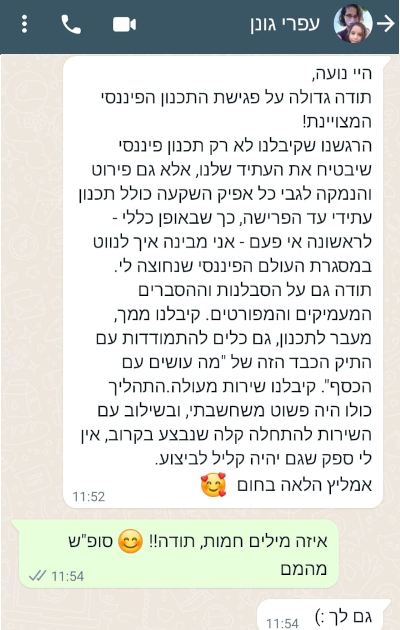 עפרי גונן
היי נועה,
תודה גדולה על פגישת התכנון הפיננסי
המצויינת!
הרגשנו שקיבלנו לא רק תכנון פיננסי
שיבטיח את העתיד שלנו, אלא גם פירוט
והנמקה לגבי כל אפיק השקעה כולל תכנון
עתידי עד הפרישה, כך שבאופן כללי -
לראשונה אי פעם - אני מבינה איך לנווט
במסגרת העולם הפיננסי שנחוצה לי.
תודה גם על הסבלנות וההסברים
המעמיקים והמפורטים. קיבלנו ממך,
מעבר לתכנון, גם כלים להתמודדות עם
התיק הכבד הזה של "מה עושים עם
הכסף". קיבלנו שירות מעולה.התהליך
כולו היה פשוט משחשבתי, ובשילוב עם
השירות להתחלה קלה שנבצע בקרוב, אין
לי ספק שגם יהיה קליל לביצוע.
אמליץ הלאה בחום 🥰
11:52
איזה מילים חמות, תודה!! 😊 סופ"ש
מהמם
11:54
גם לך :)
11:54